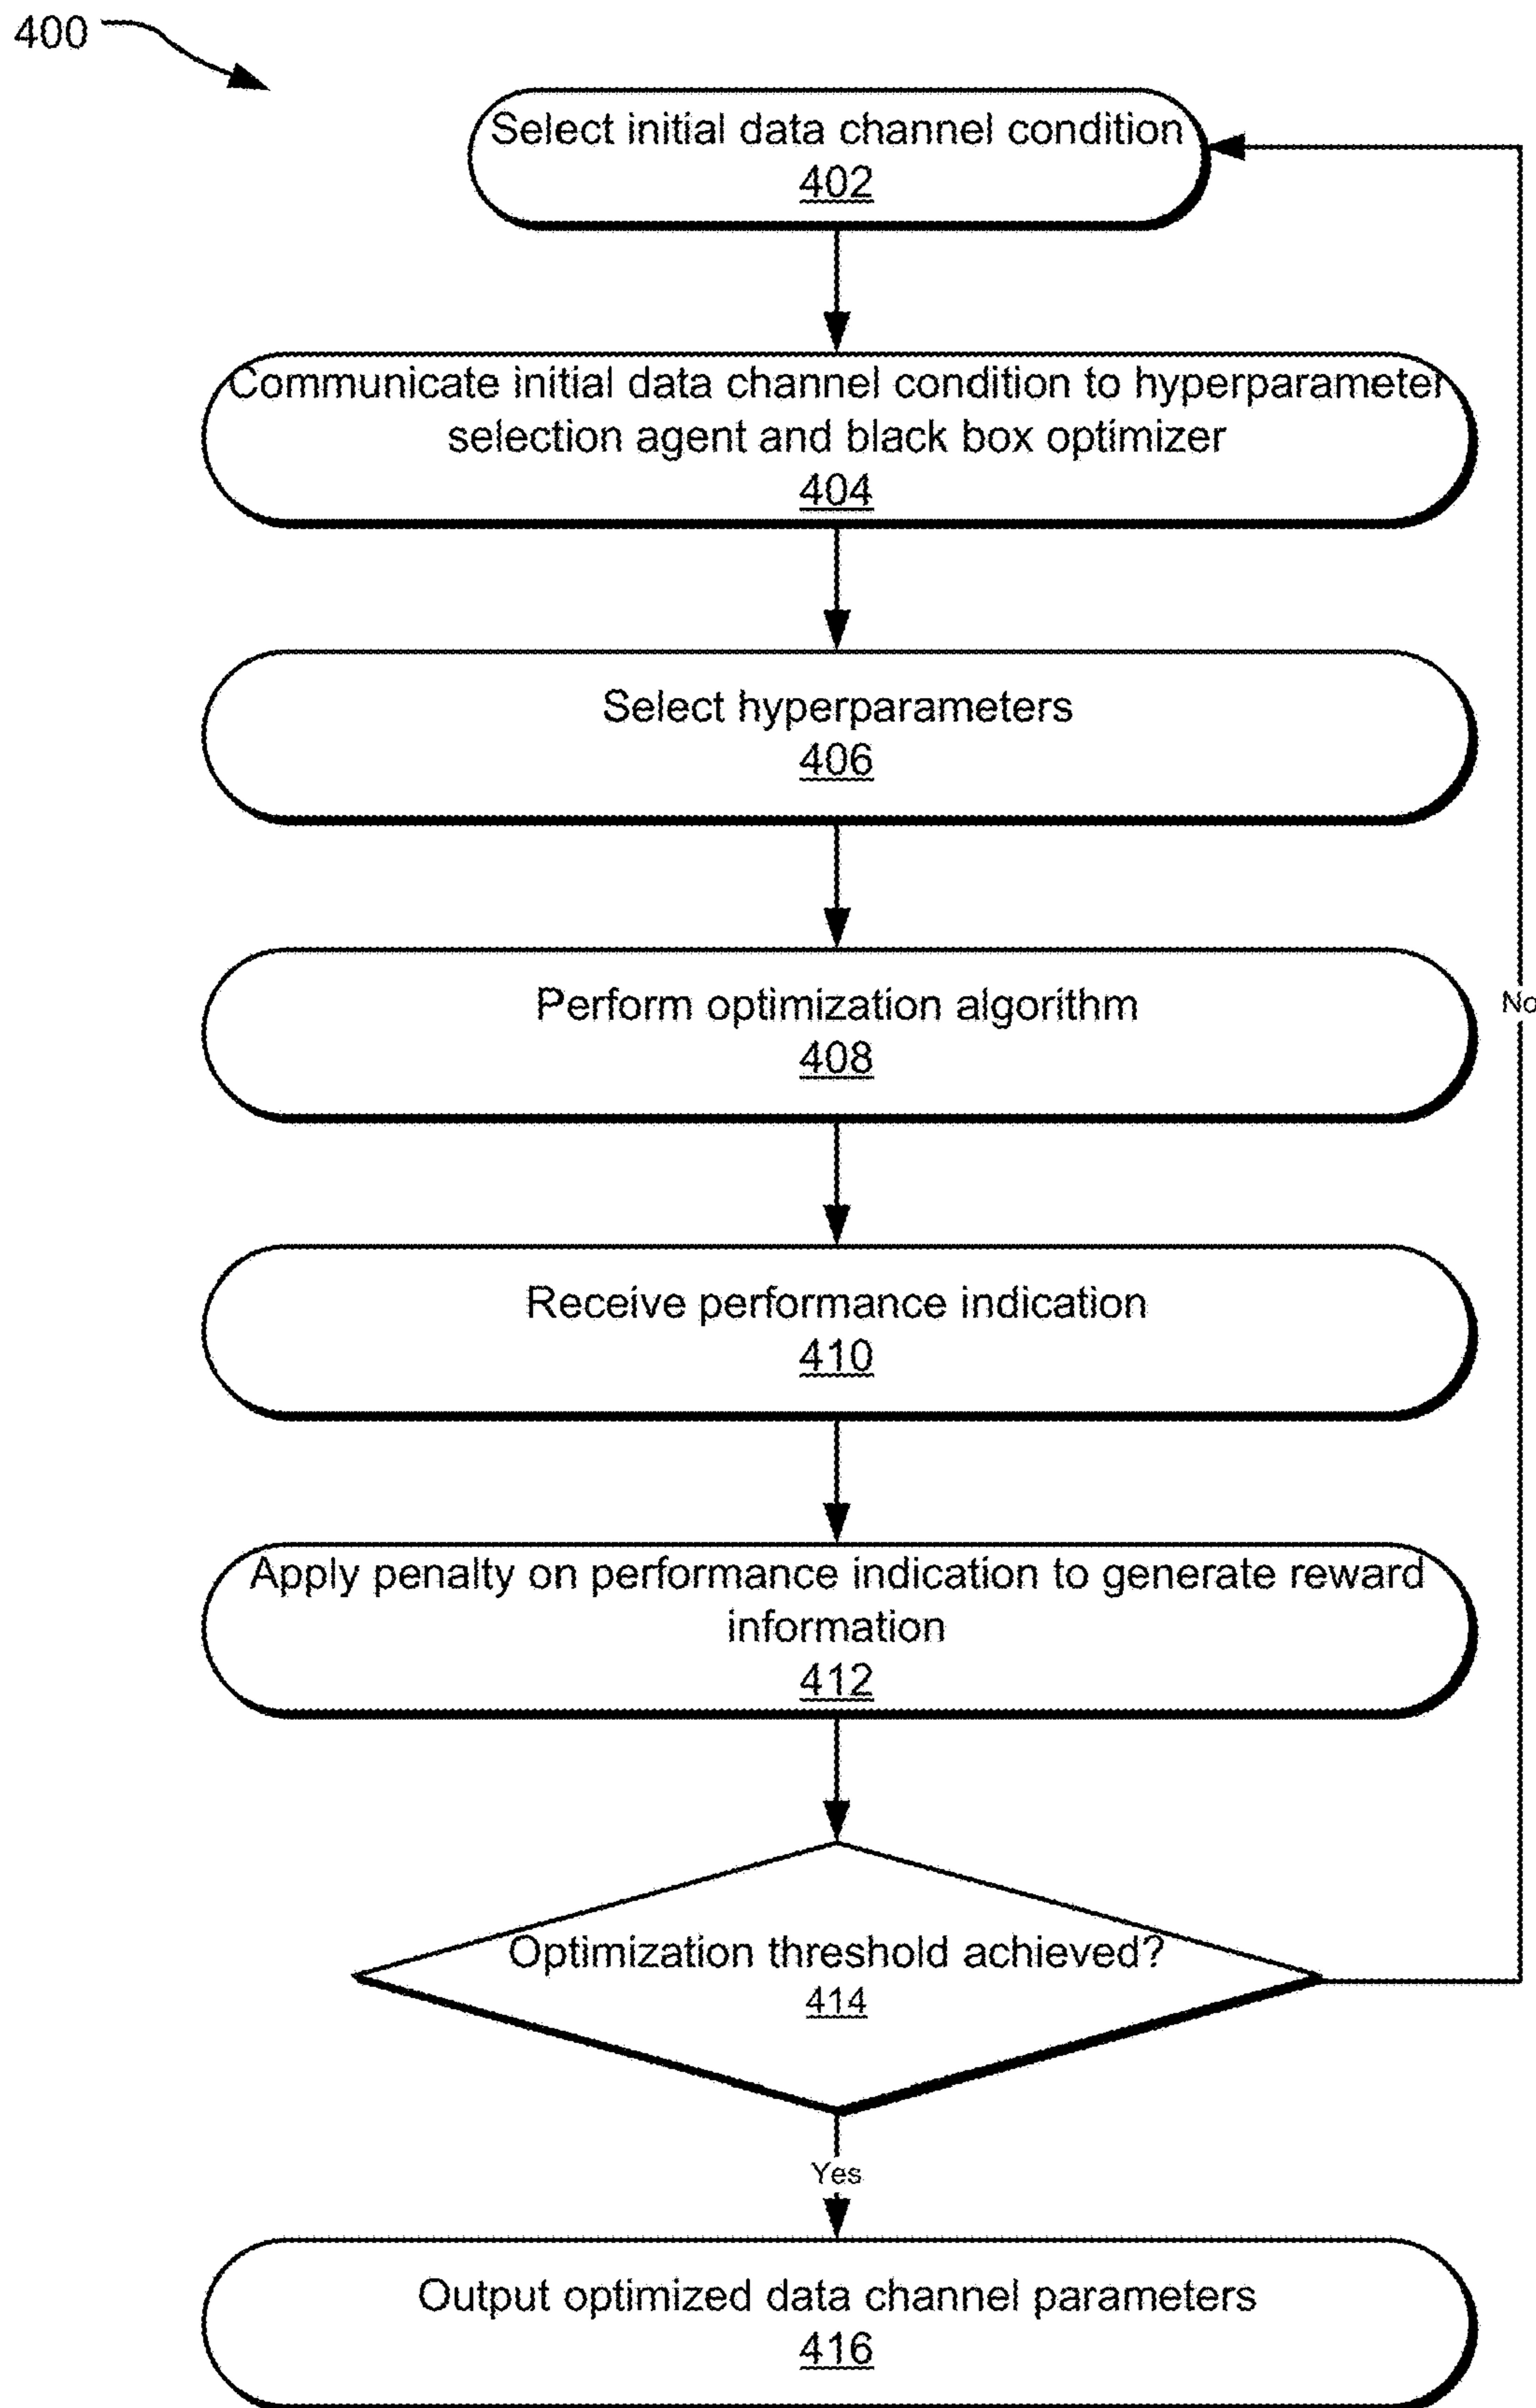 400
Select initial data channel condition
402
Communicate initial data channel condition to hyperparameter
selection agent and black box optimizer
404
Select hyperparameters
406
Perform optimization algorithm
408
No
Receive performance indication
410
Apply penalty on performance indication to generate reward
information
412
Optimization threshold achieved?
414
Yes
Output optimized data channel parameters
416